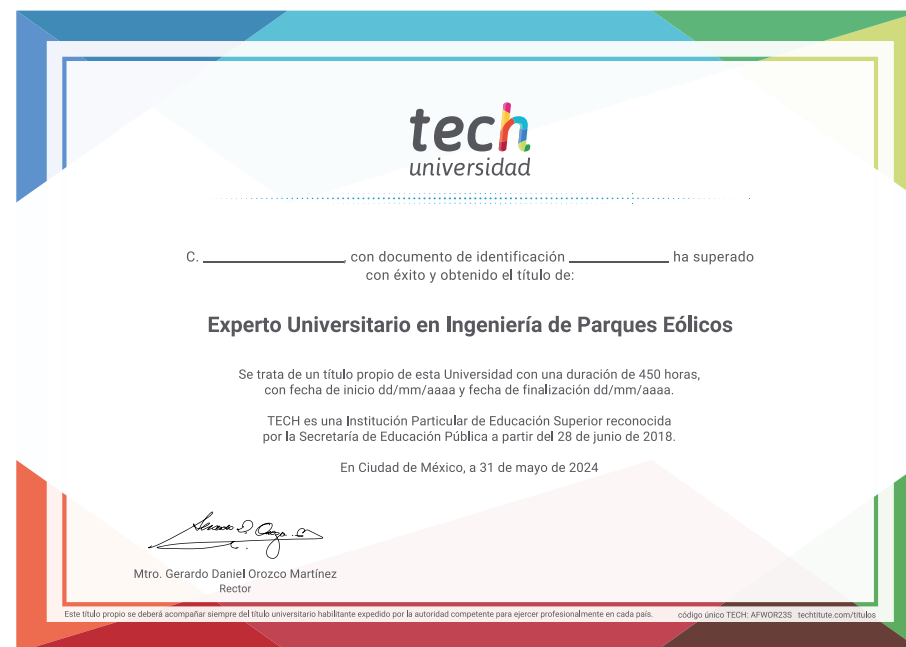 tech
universidad
C. ____________, con documento de identificación ____________ ha superado
con éxito y obtenido el título de:
Experto Universitario en Ingeniería de Parques Eólicos
Se trata de un título propio de esta Universidad con una duración de 450 horas,
con fecha de inicio dd/mm/aaaa y fecha de finalización dd/mm/aaaa.
TECH es una Institución Particular de Educación Superior reconocida
por la Secretaría de Educación Pública a partir del 28 de junio de 2018.
En Ciudad de México, a 31 de mayo de 2024
Mtro. Gerardo Daniel Orozco Martínez
Rector
Este título propio se deberá acompañar siempre del título universitario habilitante expedido por la autoridad competente para ejercer profesionalmente en cada país. código único TECH: AFWOR23S techtitute.com/titulos